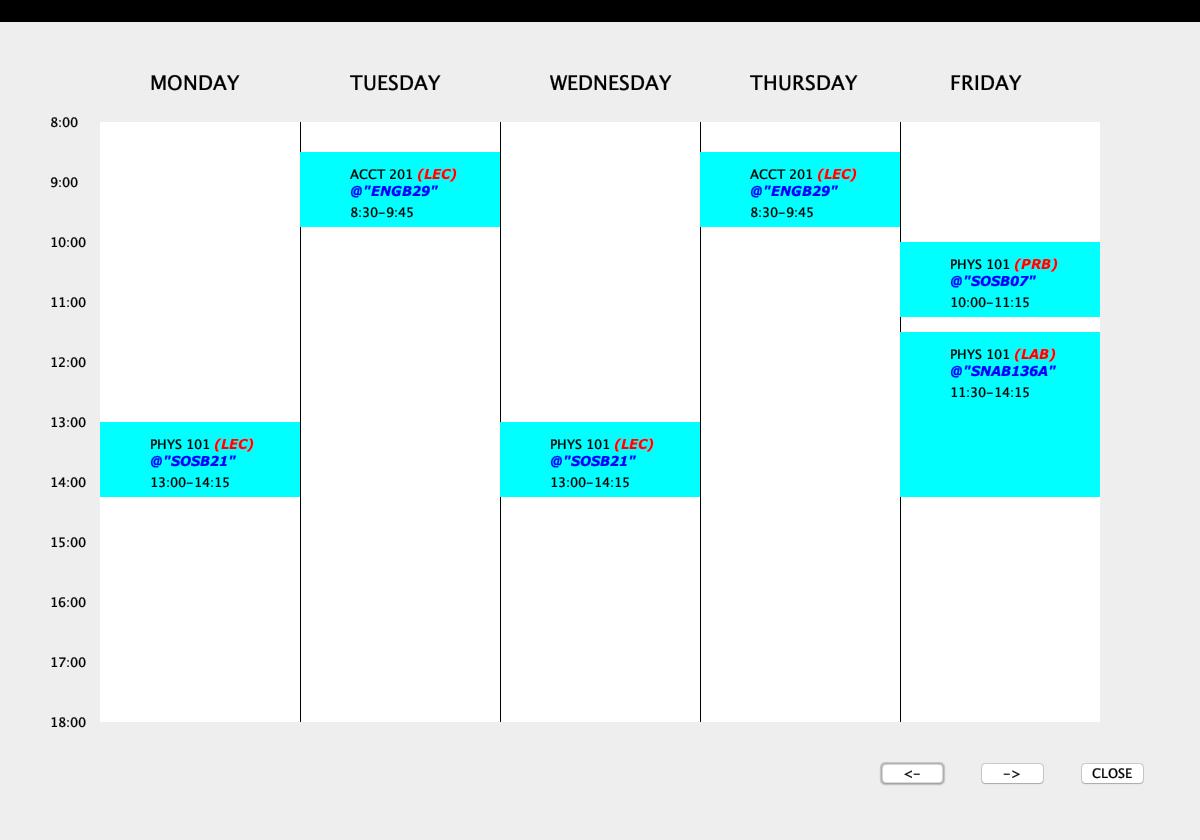 MONDAY TUESDAY WEDNESDAY THURSDAY FRIDAY
8:00
ACCT 201 (LEC)
@"ENGB29"
8:30-9:45
ACCT 201 (LEC)
@"ENGB29"
8:30-9:45
9:00
10:00
PHYS 101 (PRB)
@"SOSB07"
10:00-11:15
11:00
PHYS 101 (LAB)
@"SNAB136A"
11:30-14:15
12:00
13:00
PHYS 101 (LEC)
@"SOSB21"
13:00-14:15
PHYS 101 (LEC)
@"SOSB21"
13:00-14:15
14:00
15:00
16:00
17:00
18:00
<- -> CLOSE